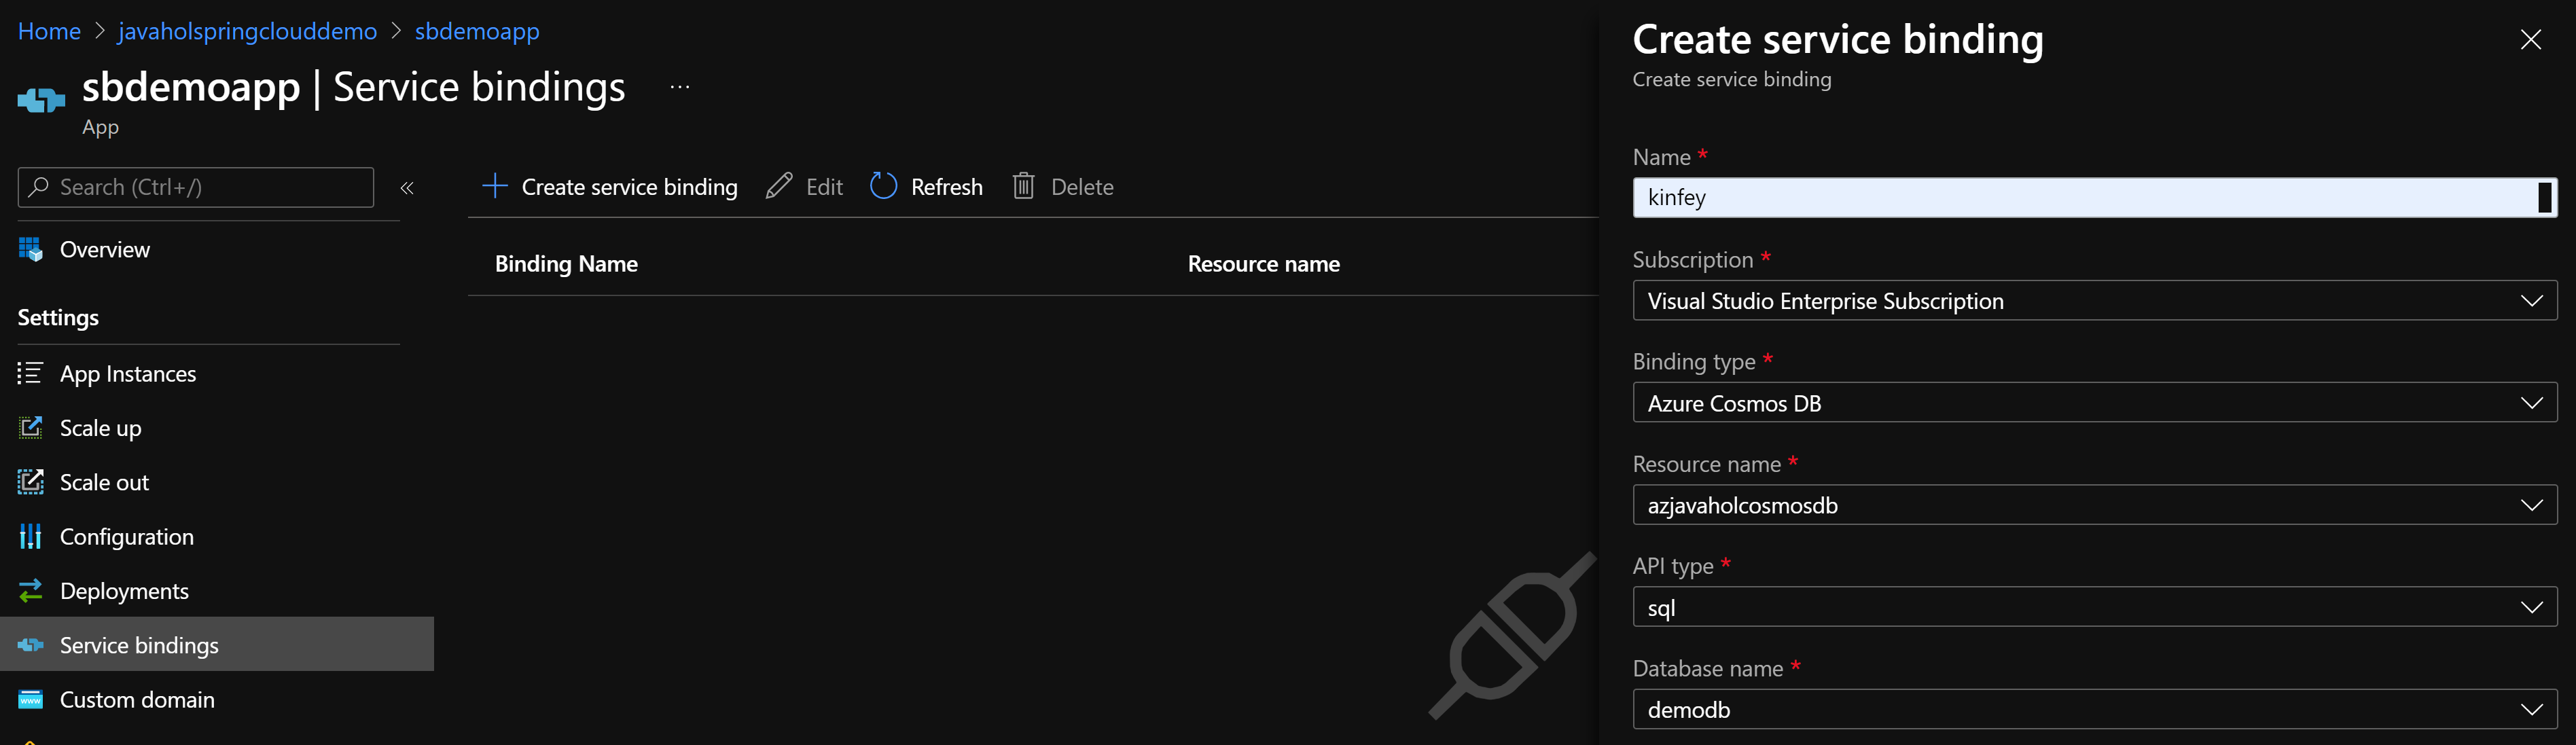 Home > javaholspringclouddemo > sbdemoapp
sbdemoapp | Service bindings ...
App
Search (Ctrl+/)
«
Overview
Settings
App Instances
Scale up
Scale out
Configuration
Deployments
Service bindings
Custom domain
Create service binding Edit Refresh Delete
Binding Name Resource name
Create service binding
Create service binding
Name *
kinfey
Subscription *
Visual Studio Enterprise Subscription
Binding type *
Azure Cosmos DB
Resource name *
azjavaholcosmosdb
API type *
sql
Database name *
demodb